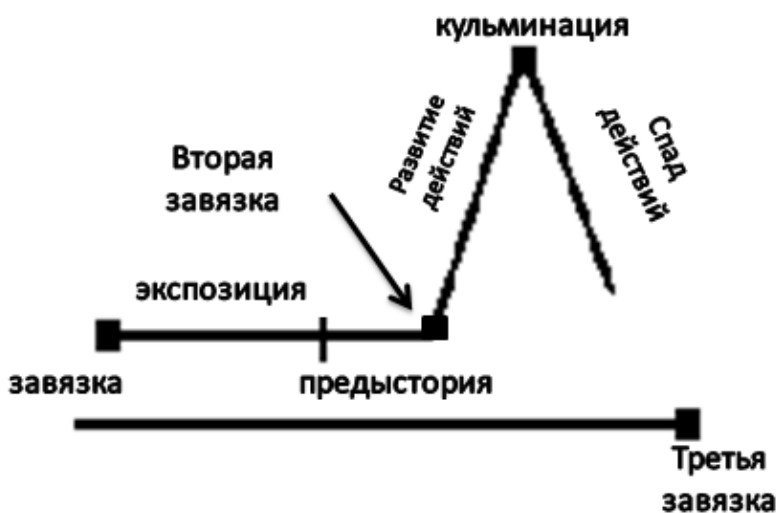 кульминация
Развитие
действий
Спад
действий
Вторая
завязка
экспозиция
завязка
предыстория
Третья
завязка